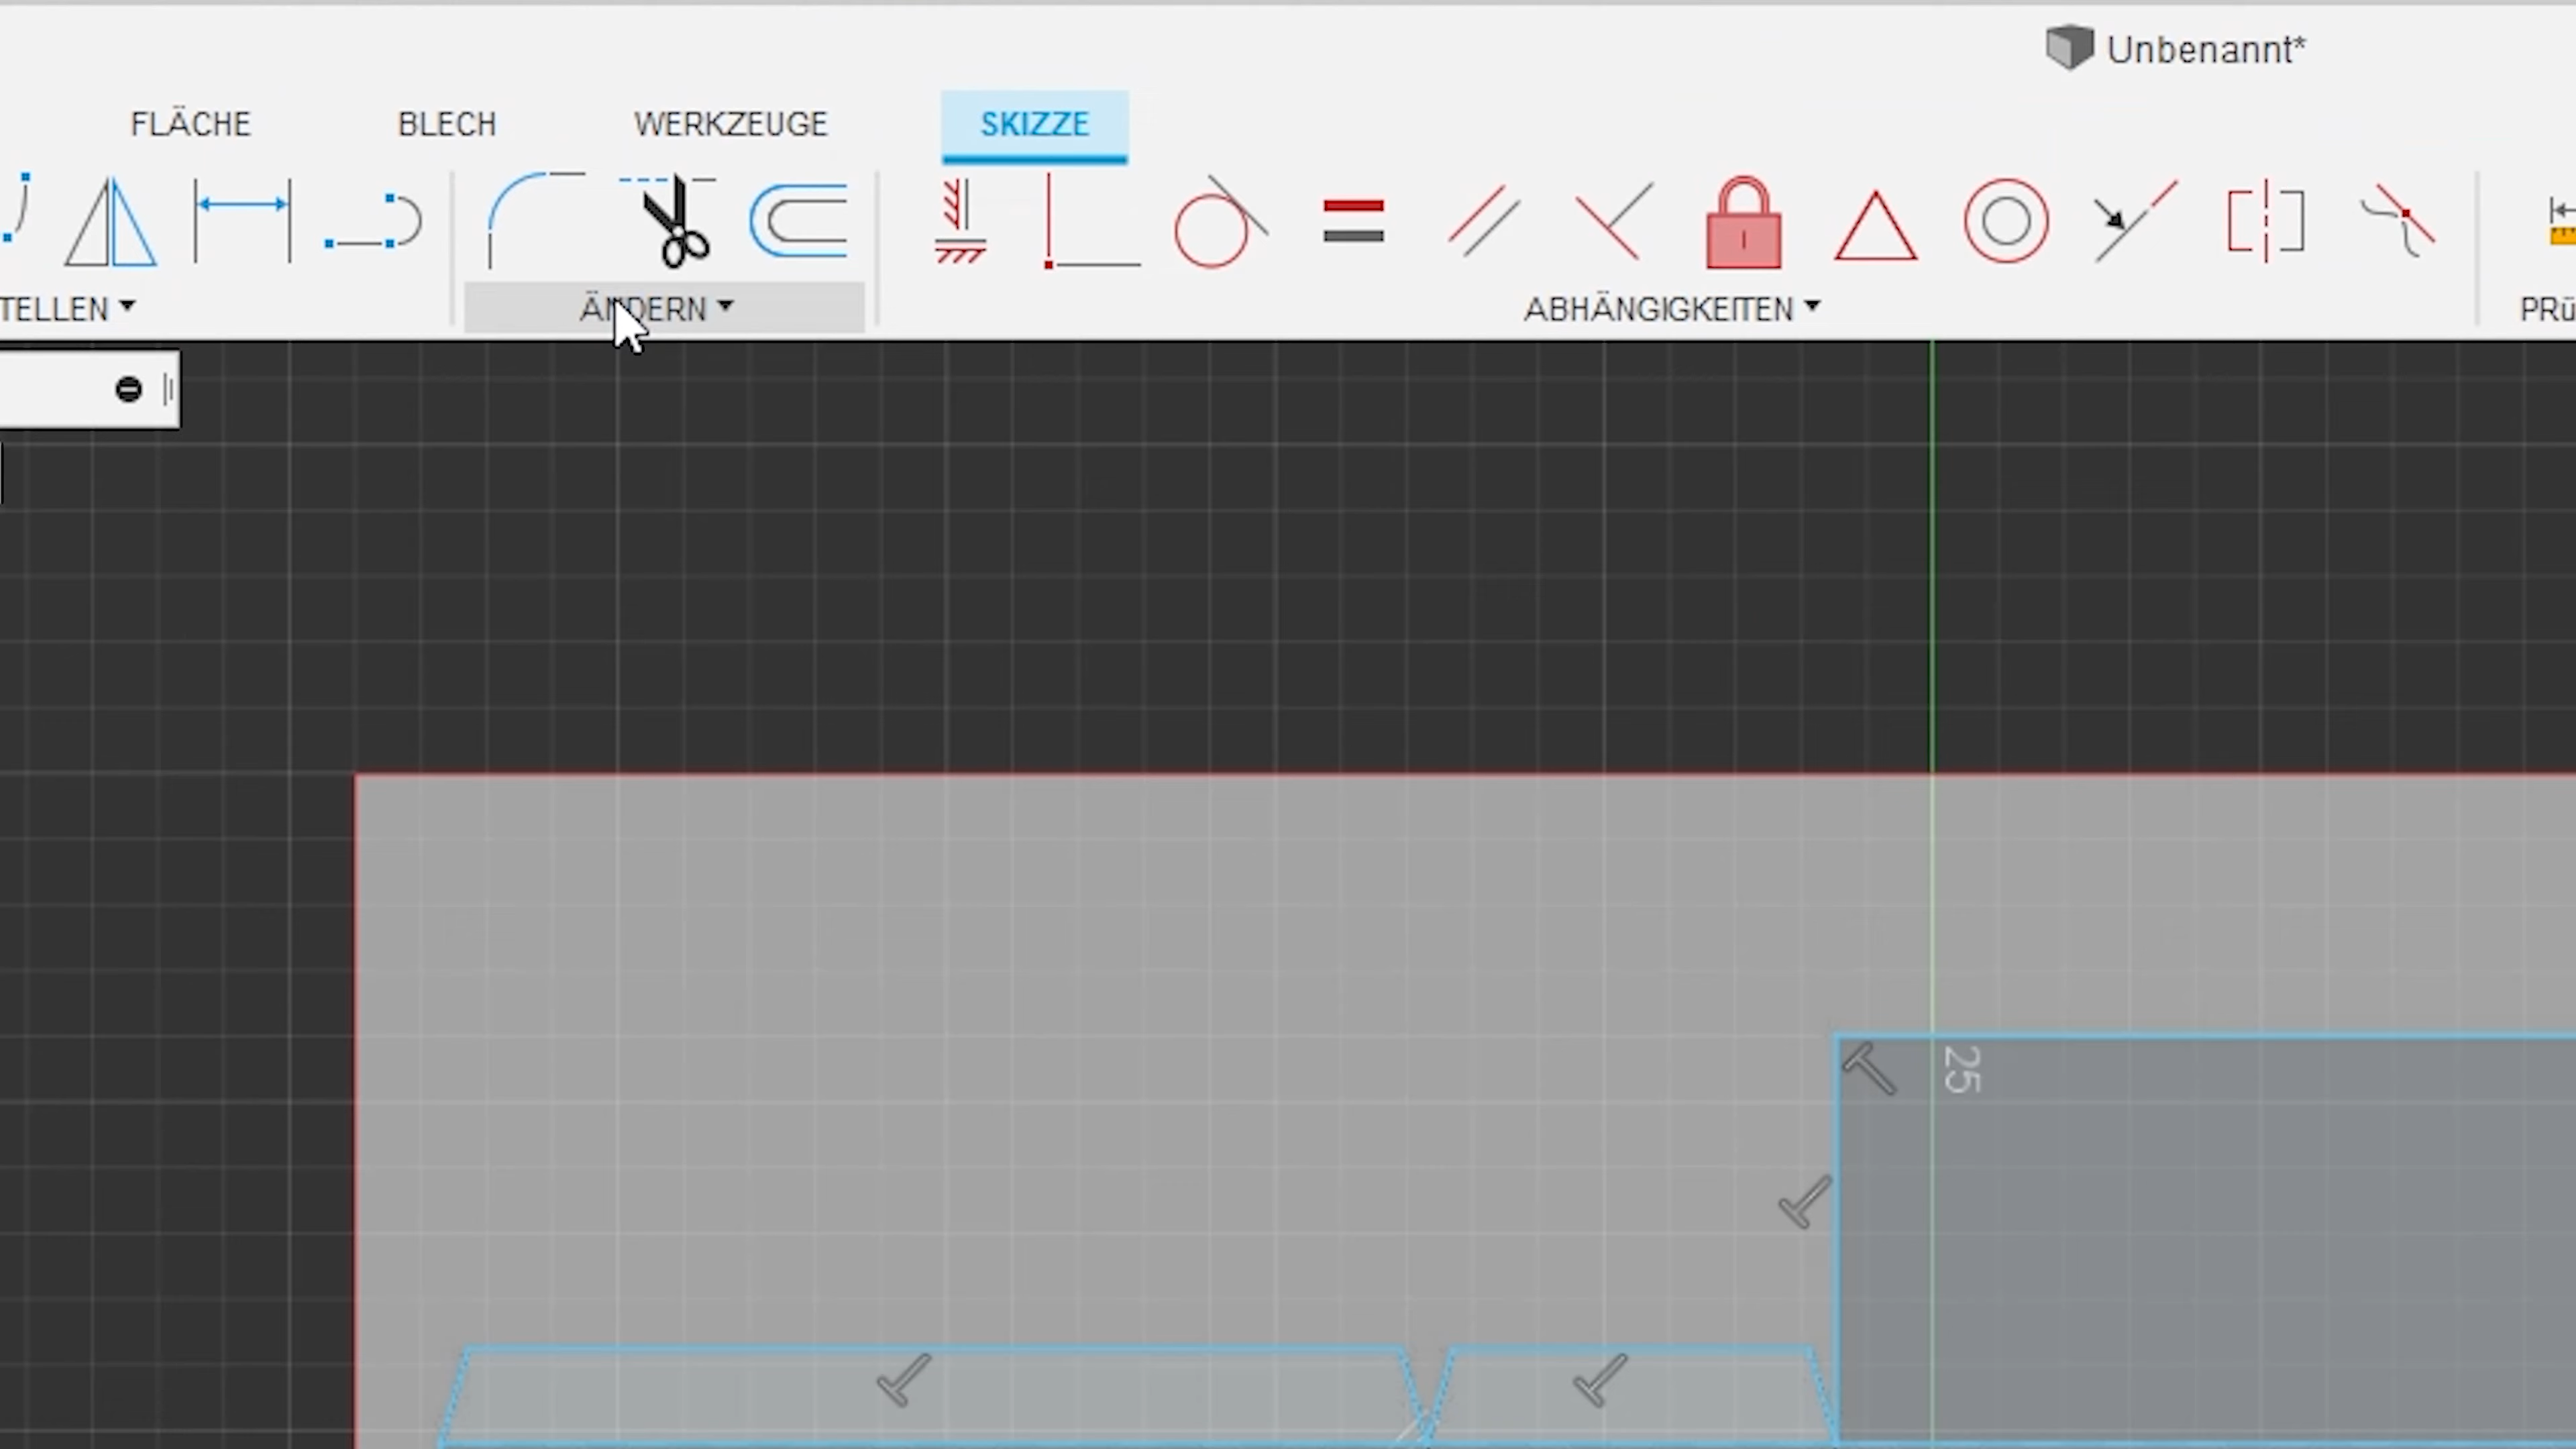 Unbenannt*
FLÄCHE BLECH WERKZEUGE SKIZZE
TELLEN ÄNDERN ABHÄNGIGKEITEN PRü
25